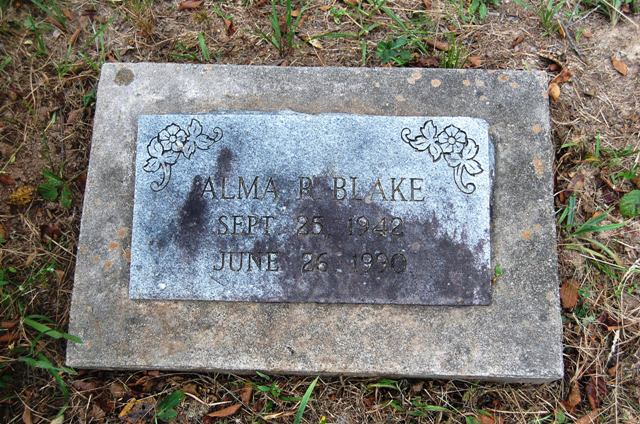 ALMA R BLAKE
SEPT 25, 1942
JUNE 26 1990